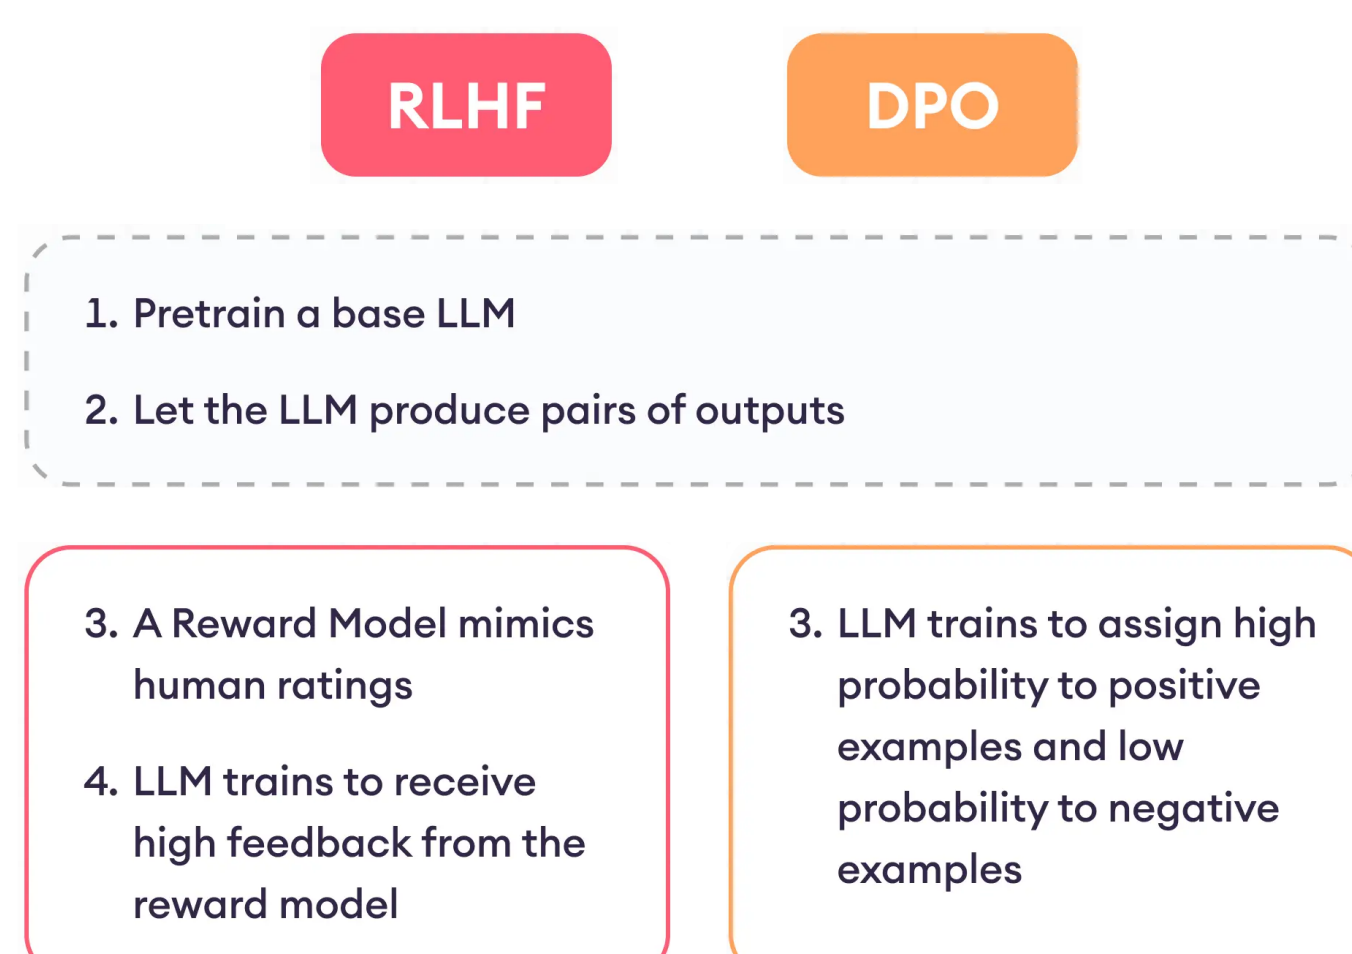 RLHF
DPO
1. Pretrain a base LLM
2. Let the LLM produce pairs of outputs
3. A Reward Model mimics
human ratings
4. LLM trains to receive
high feedback from the
reward model
3. LLM trains to assign high
probability to positive
examples and low
probability to negative
examples